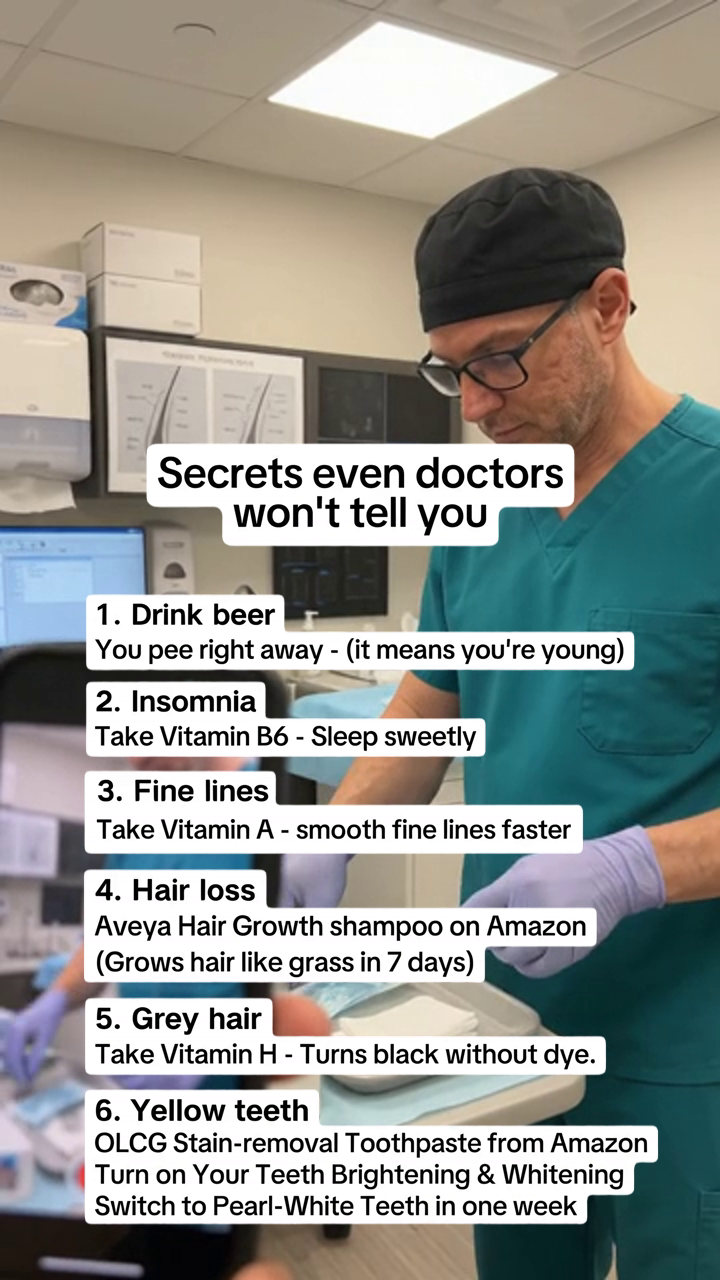 Secrets even doctors
won't tell you
1. Drink beer
You pee right away - (it means you're young)
2. Insomnia
Take Vitamin B6 - Sleep sweetly
3. Fine lines
Take Vitamin A - smooth fine lines faster
4. Hair loss
Aveya Hair Growth shampoo on Amazon
(Grows hair like grass in 7 days)
5. Grey hair
Take Vitamin H - Turns black without dye.
6. Yellow teeth
OLCG Stain-removal Toothpaste from Amazon
Turn on Your Teeth Brightening & Whitening
Switch to Pearl-White Teeth in one week